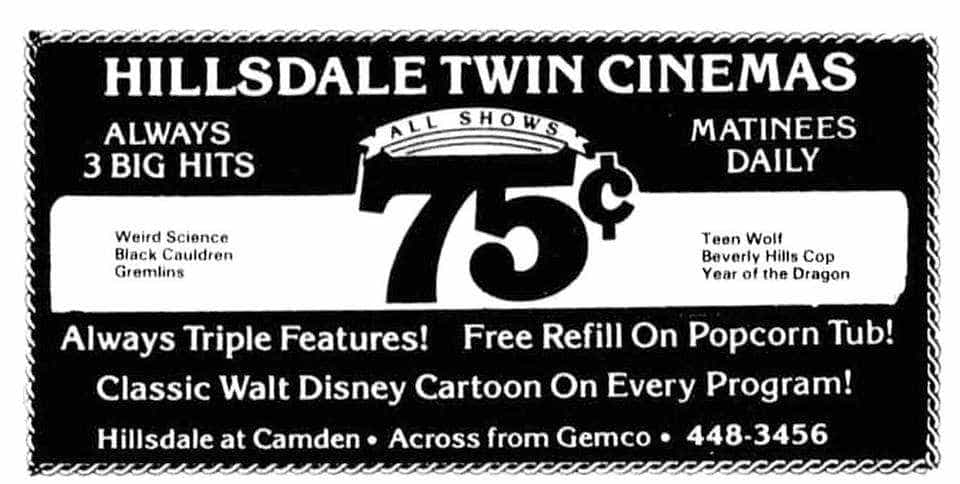 HILLSDALE TWIN CINEMAS
ALWAYS
3 BIG HITS
ALL SHOWS
75¢
MATINEES
DAILY
Weird Science
Black Cauldren
Gremlins
Teen Wolf
Beverly Hills Cop
Year of the Dragon
Always Triple Features! Free Refill On Popcorn Tub!
Classic Walt Disney Cartoon On Every Program!
Hillsdale at Camden • Across from Gemco • 448-3456